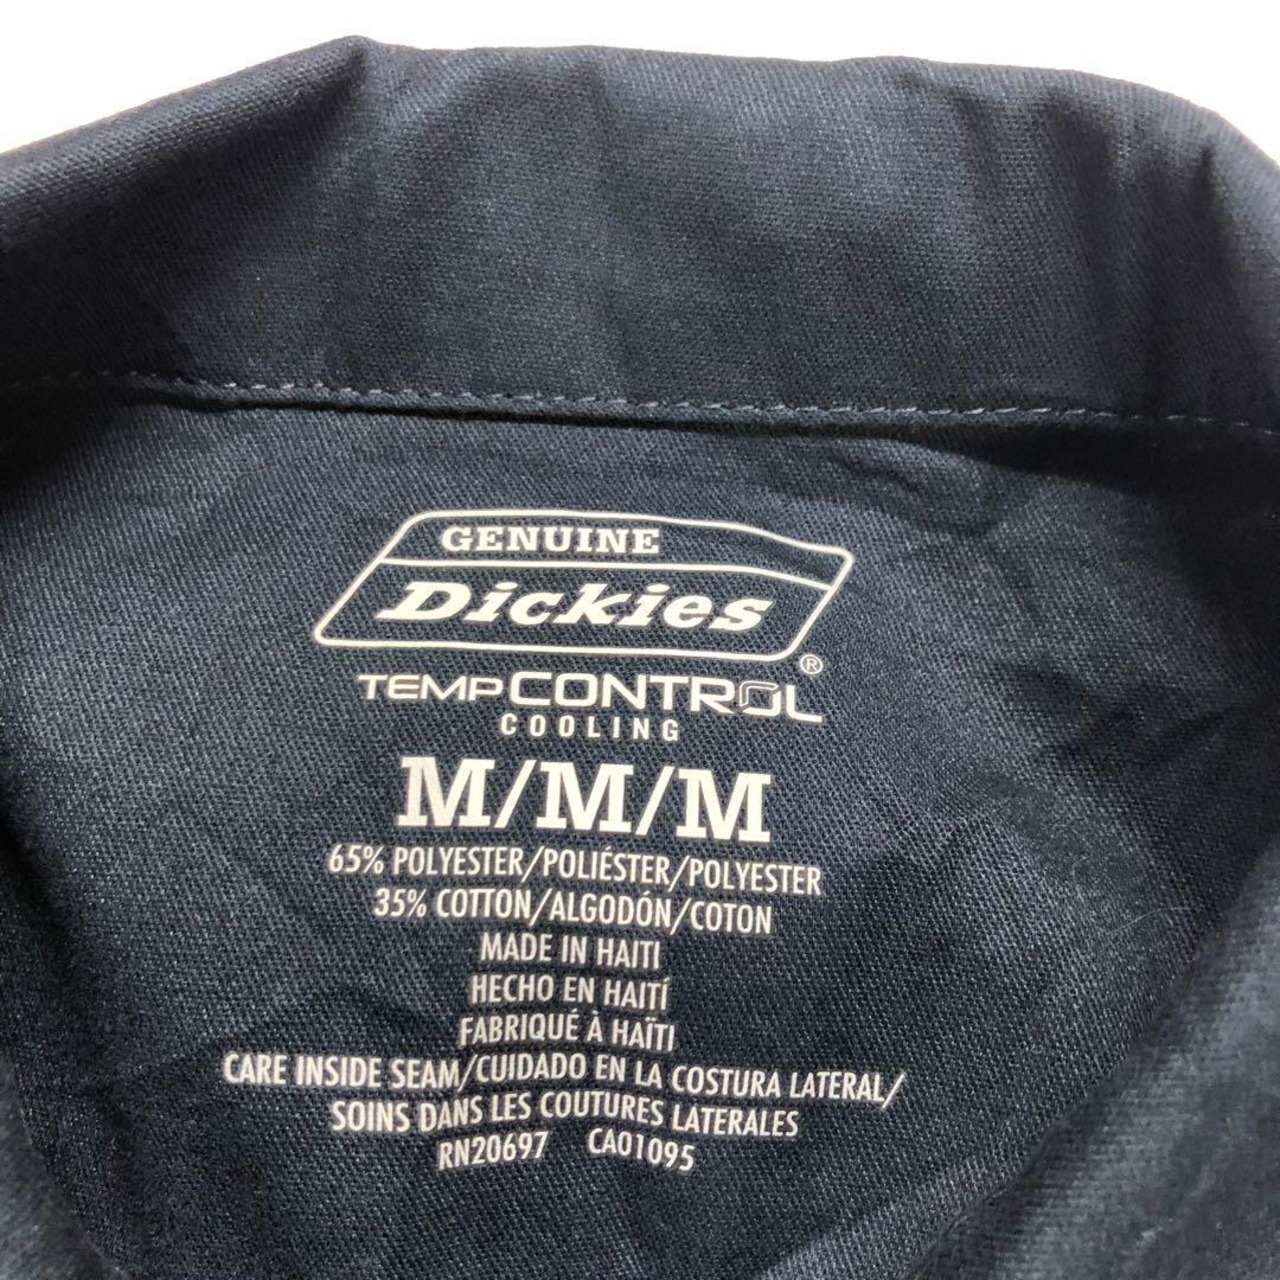 GENUINE
Dickies
®
TEMPCONTROL
COOLING
M/M/M
65% POLYESTER/POLIÉSTER/POLYESTER
35% COTTON/ALGODÓN/COTON
MADE IN HAITI
HECHO EN HAITÍ
FABRIQUÉ À HAÏTI
CARE INSIDE SEAM/CUIDADO EN LA COSTURA LATERAL/
SOINS DANS LES COUTURES LATERALES
RN20697 CA01095